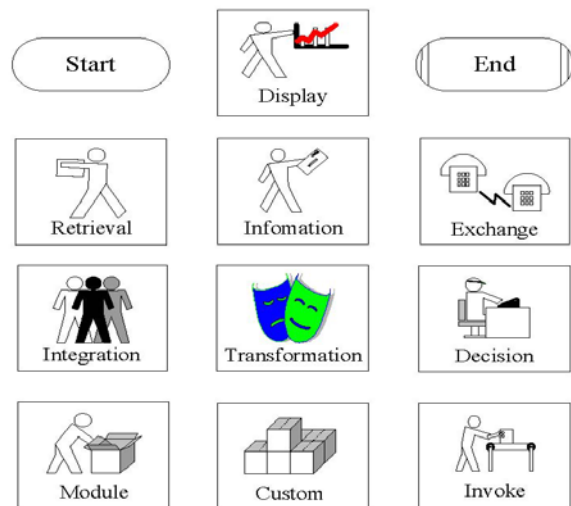 Start
Display
End
Retrieval
Infomation
Exchange
Integration
Transformation
Decision
Module
Custom
Invoke